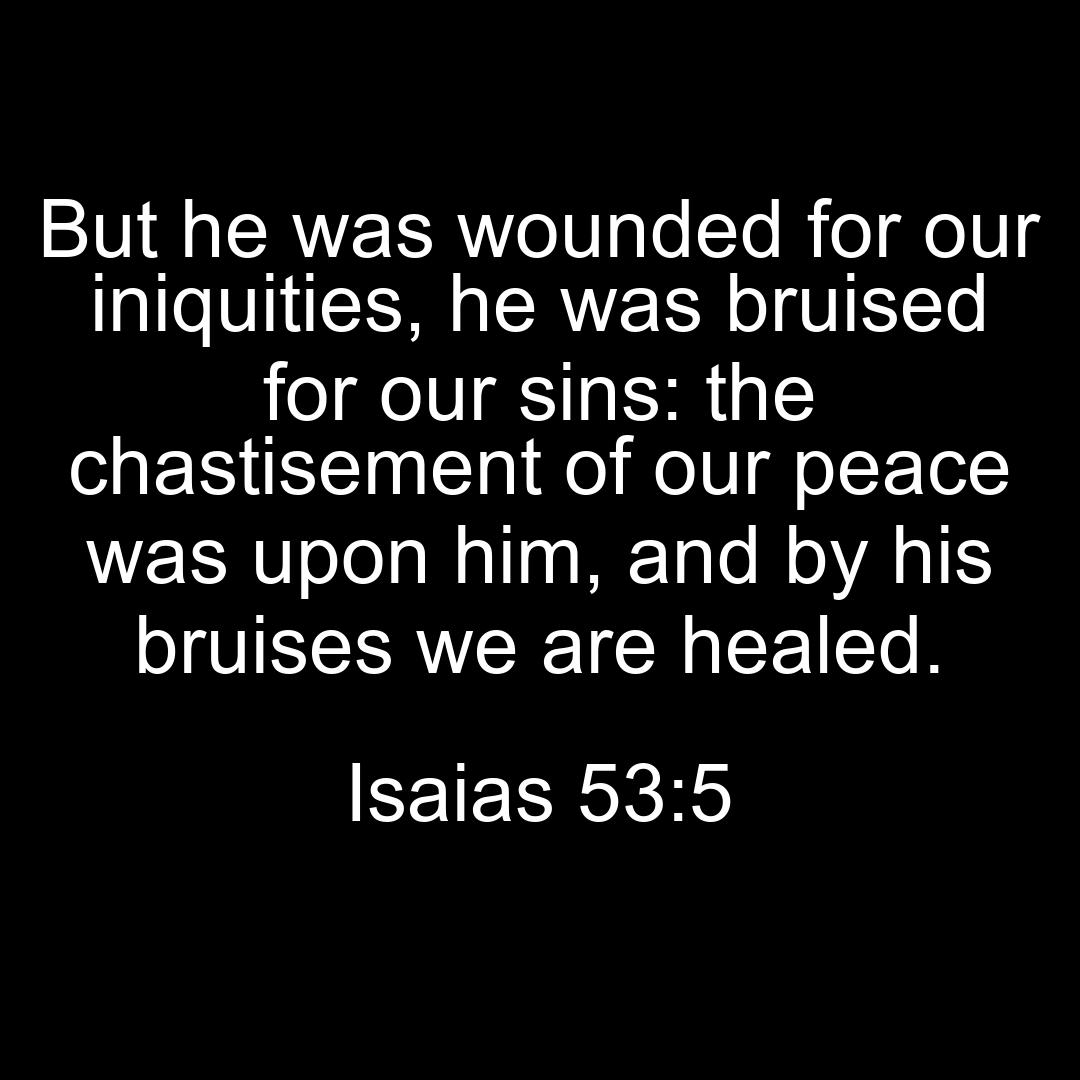 But he was wounded for our
iniquities, he was bruised
for our sins: the
chastisement of our peace
was upon him, and by his
bruises we are healed.
Isaias 53:5